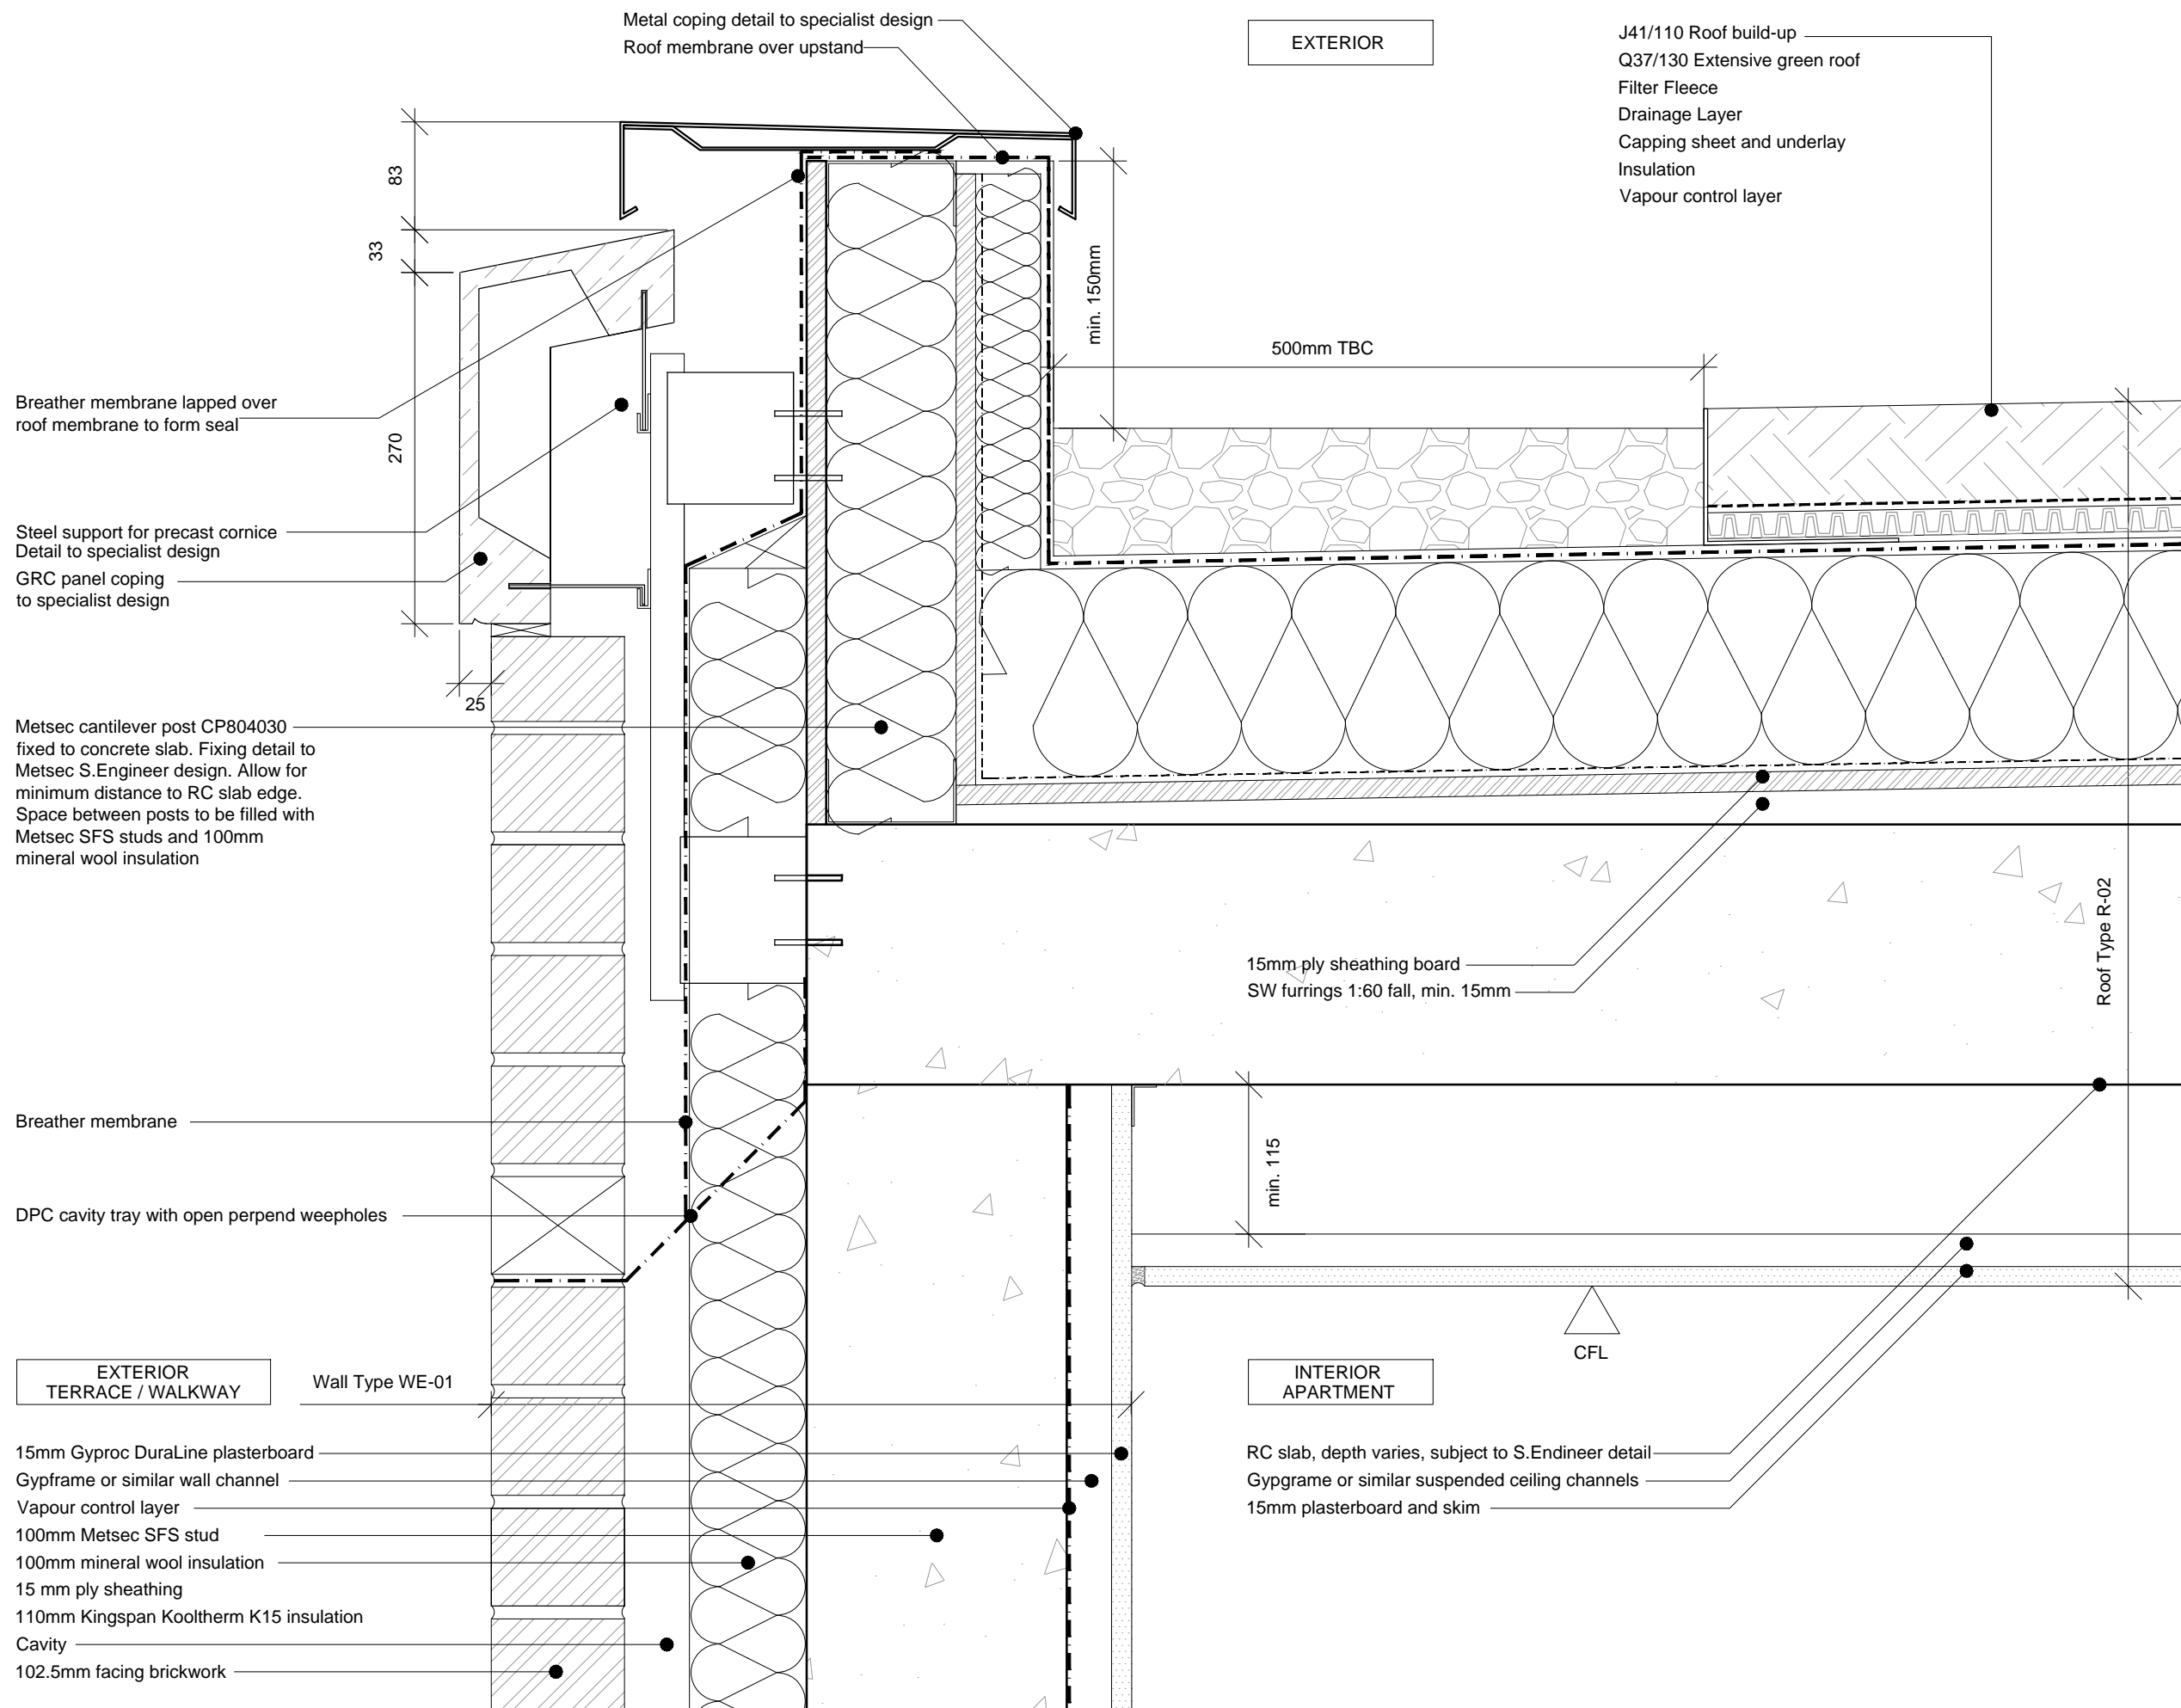 Metal coping detail to specialist design
Roof membrane over upstand
EXTERIOR
J41/110 Roof build-up
Q37/130 Extensive green roof
Filter Fleece
Drainage Layer
Capping sheet and underlay
Insulation
Vapour control layer
83
33
270
25
min. 150mm
500mm TBC
Breather membrane lapped over
roof membrane to form seal
Steel support for precast cornice
Detail to specialist design
GRC panel coping
to specialist design
Metsec cantilever post CP804030
fixed to concrete slab. Fixing detail to
Metsec S.Engineer design. Allow for
minimum distance to RC slab edge.
Space between posts to be filled with
Metsec SFS studs and 100mm
mineral wool insulation
15mm ply sheathing board
SW furrings 1:60 fall, min. 15mm
Roof Type R-02
Breather membrane
DPC cavity tray with open perpend weepholes
min. 115
CFL
EXTERIOR
TERRACE / WALKWAY
Wall Type WE-01
INTERIOR
APARTMENT
15mm Gyproc DuraLine plasterboard
Gypframe or similar wall channel
Vapour control layer
100mm Metsec SFS stud
100mm mineral wool insulation
15 mm ply sheathing
110mm Kingspan Kooltherm K15 insulation
Cavity
102.5mm facing brickwork
RC slab, depth varies, subject to S.Endineer detail
Gypgrame or similar suspended ceiling channels
15mm plasterboard and skim